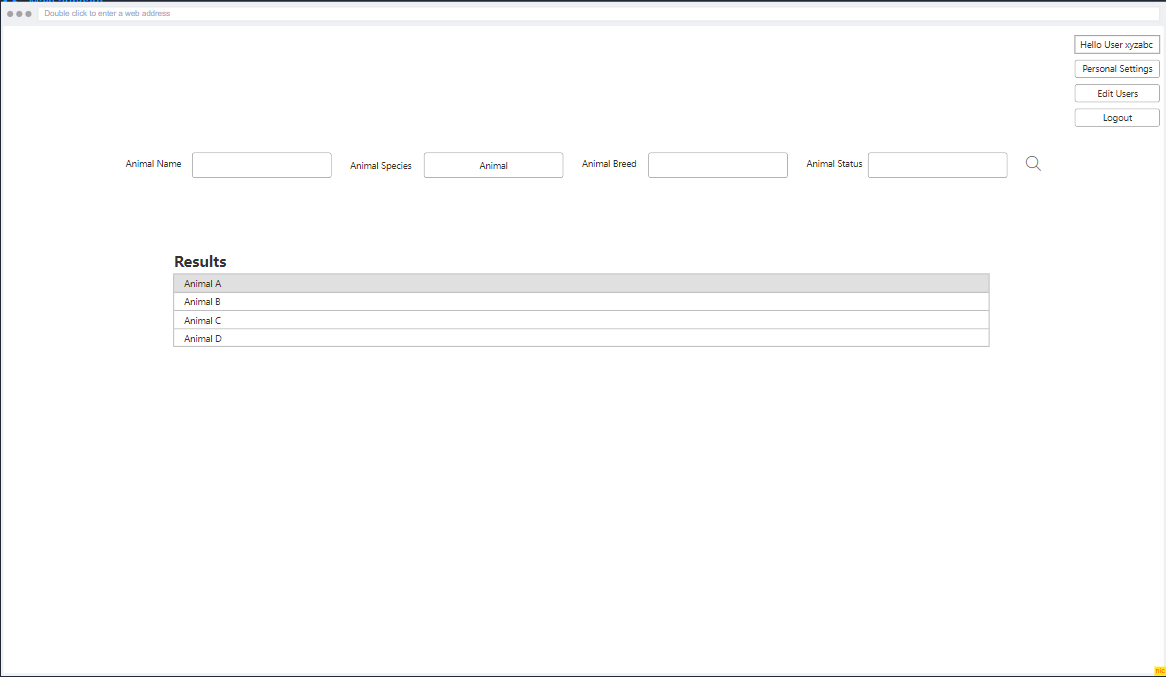 Double click to enter a web address
Hello User xyzabc
Personal Settings
Edit Users
Logout
Animal Name
Animal Species
Animal
Animal Breed
Animal Status
Results
Animal A
Animal B
Animal C
Animal D